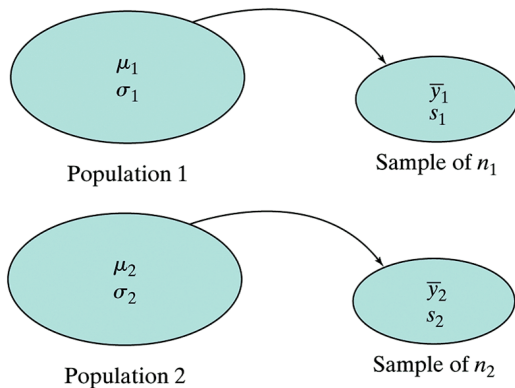 μ₁
σ₁
ȳ₁
s₁
Population 1
Sample of n₁
μ₂
σ₂
ȳ₂
s₂
Population 2
Sample of n₂